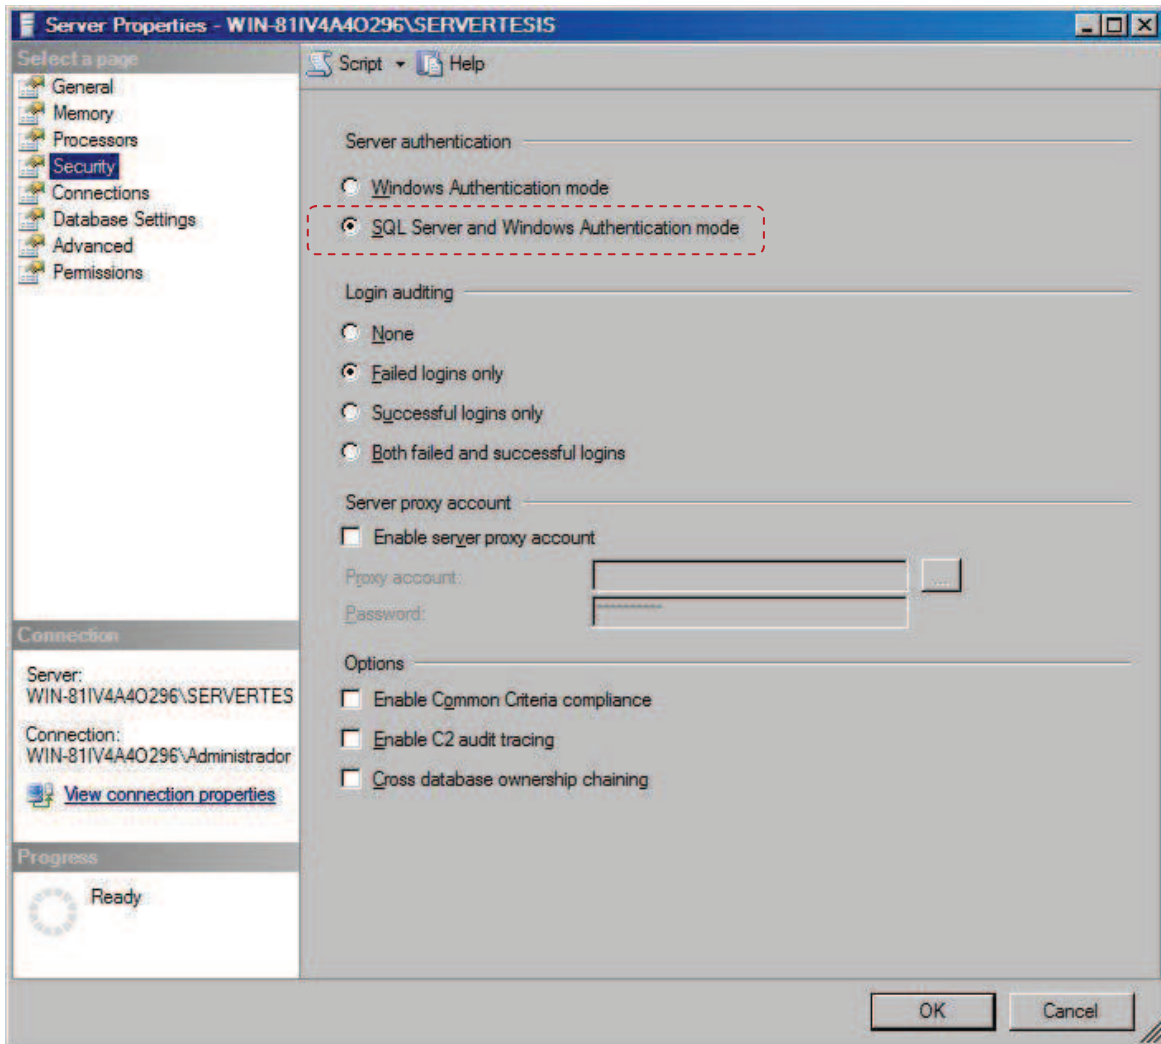 Server Properties - WIN-81IV4A4O296\SERVERTESIS
Select a page
General
Memory
Processors
Security
Connections
Database Settings
Advanced
Permissions
Connection
Server:
WIN-81IV4A4O296\SERVERTES
Connection:
WIN-81IV4A4O296\Administrador
View connection properties
Progress
Ready
Script
Help
Server authentication
Windows Authentication mode
SQL Server and Windows Authentication mode
Login auditing
None
Failed logins only
Successful logins only
Both failed and successful logins
Server proxy account
Enable server proxy account
Proxy account:
...
Password:
Options
Enable Common Criteria compliance
Enable C2 audit tracing
Cross database ownership chaining
OK
Cancel